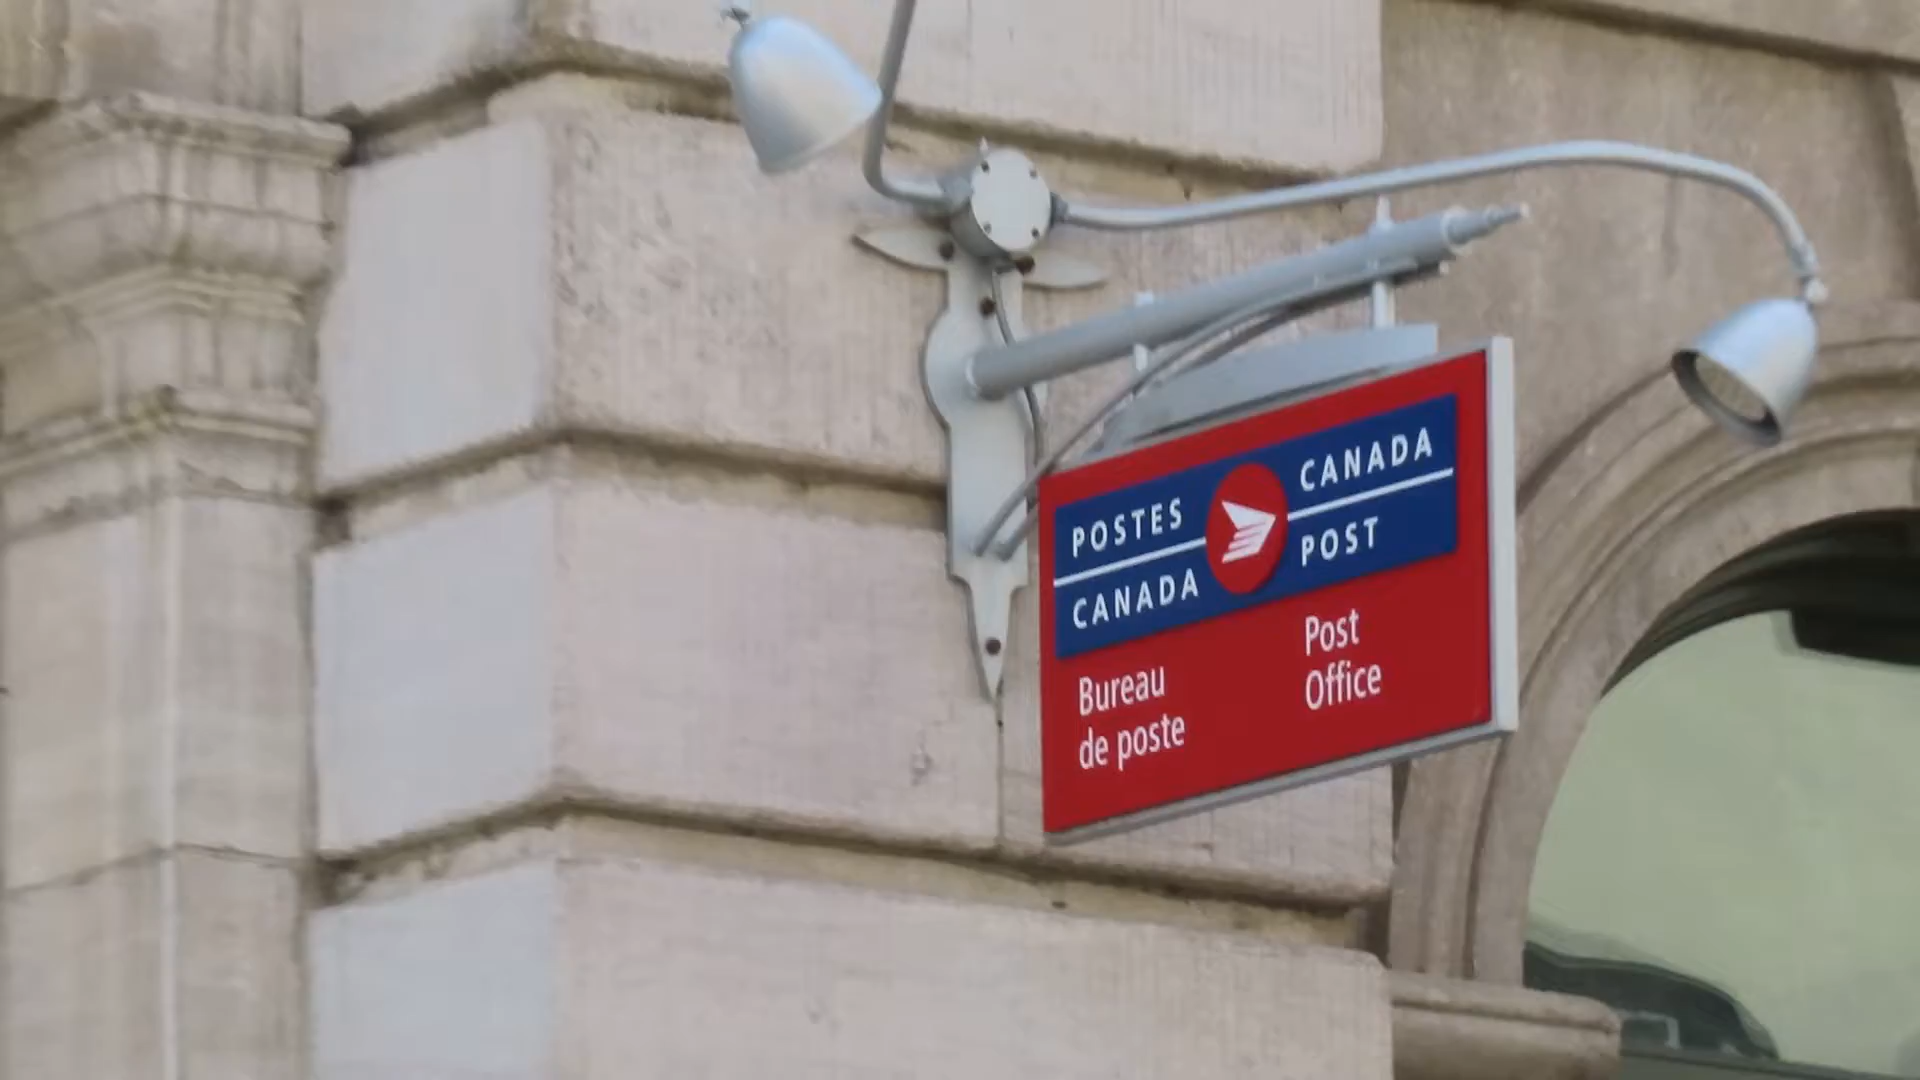 POSTES
CANADA
CANADA
POST
Bureau
de poste
Post
Office